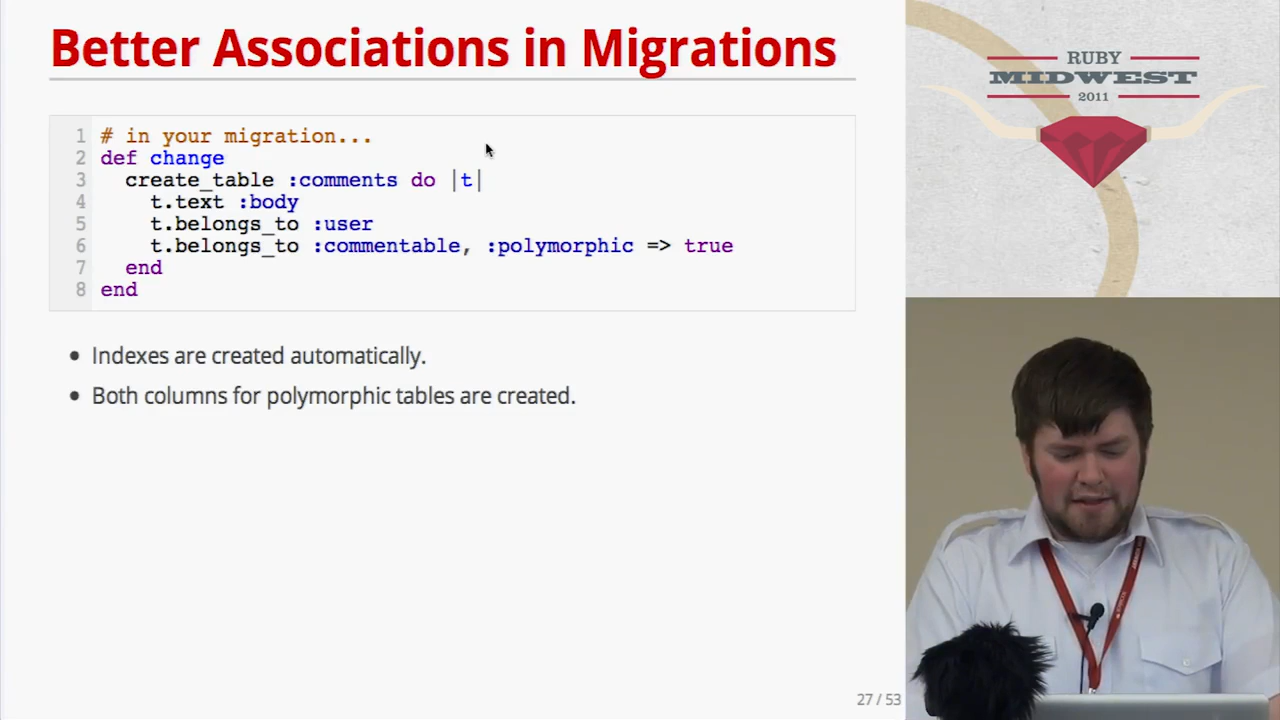 Better Associations in Migrations
1 # in your migration...
2 def change
3   create_table :comments do |t|
4     t.text :body
5     t.belongs_to :user
6     t.belongs_to :commentable, :polymorphic => true
7   end
8 end
• Indexes are created automatically.
• Both columns for polymorphic tables are created.
27 / 53
RUBY
MIDWEST
2011